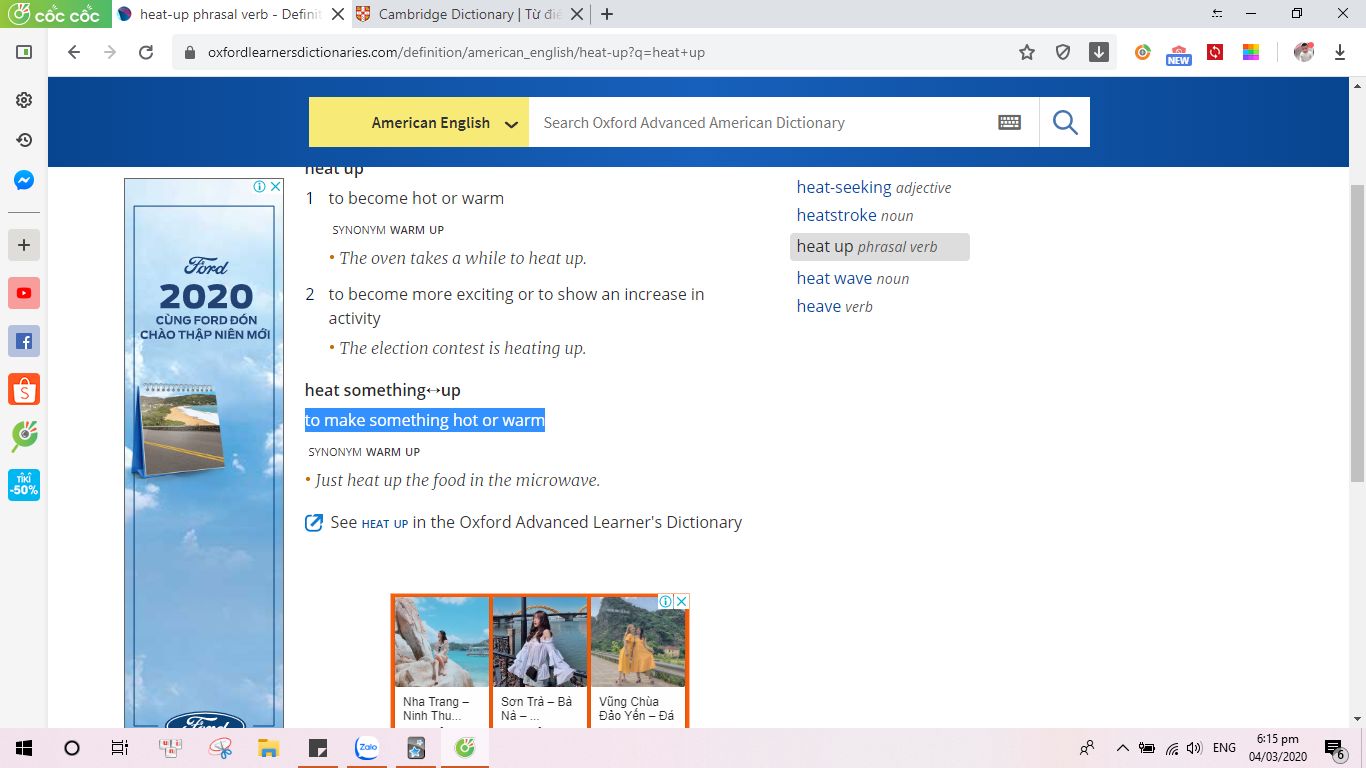 cốc cốc
heat-up phrasal verb - Definit
Cambridge Dictionary | Từ điể
oxfordlearnersdictionaries.com/definition/american_english/heat-up?q=heat+up
NEW
American English
Search Oxford Advanced American Dictionary
heat up
1 to become hot or warm
SYNONYM WARM UP
• The oven takes a while to heat up.
2 to become more exciting or to show an increase in
activity
• The election contest is heating up.
heat something↔up
to make something hot or warm
SYNONYM WARM UP
• Just heat up the food in the microwave.
See HEAT UP in the Oxford Advanced Learner's Dictionary
heat-seeking adjective
heatstroke noun
heat up phrasal verb
heat wave noun
heave verb
Ford
2020
CÙNG FORD ĐÓN
CHÀO THẬP NIÊN MỚI
Ford
TIKI
-50%
Nha Trang –
Ninh Thu...
Sơn Trà – Bà
Nà – ...
Vũng Chùa
Đảo Yến – Đá
Zalo
ENG
6:15 pm
04/03/2020
6